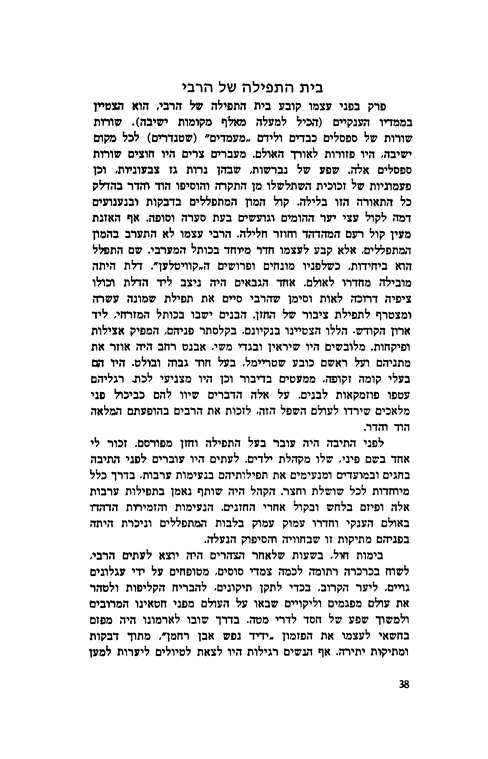 בית התפילה של הרבי
פרק בפני עצמו קובע בית התפילה של הרבי, הוא הצטיין
בממדיו הענקיים (הכיל למעלה מאלף מקומות ישיבה). שורות
שורות של ספסלים כבדים ולידם „מעמדים" (שטנדרים) לכל מקום
ישיבה, היו פזורות לאורך האולם. מעברים צרים היו חוצים שורות
ספסלים אלה. שפע של נברשות, שבהן נרות גז צבעוניות, וכן
פעמוניות של זכוכית השתלשלו מן התקרה והוסיפו הוד והדר בהדלק
כל התאורה הזו בלילה. קול המון המתפללים בדבקות ובנענועים
דמה לקול עצי יער ההומים וגועשים בעת סערה וסופה. אף האזנת
מעין קול רעם המהדהד וחוזר חלילה. הרבי עצמו לא התערב בהמון
המתפללים, אלא קבע לעצמו חדר מיוחד בכותל המערבי. שם התפלל
הוא ביחידות, כשלפניו מונחים ופרושים ה„קוויטלעך". דלת היתה
מובילה מחדרו לאולם. אחד הגבאים היה ניצב ליד הדלת וכולו
ציפיה דרוכה לאות וסימן שהרבי סיים את תפילת שמונה עשרה
ומצטרף לתפילת ציבור של החזן. הבנים ישבו בכותל המזרחי, ליד
ארון הקודש. הללו הצטיינו בנקיונם, בקלסתר פניהם, המפיק אצילות
ופיקחות. מלובשים היו שיראין ובגדי משי. אבנט רחב היה אוזר את
מתניהם ועל ראשם כובע שטריימל, בעל חוד גבוה ובולט. היו הם
בעלי קומה זקופה, ממעטים בדיבור וכן היו מצניעי לכת. רגליהם
עטפו פוזמקאות לבנים. על אלה הדברים שיוו להם כביכול פני
מלאכים שירדו לעולם השפל הזה, לזכות את הרבים בהופעתם המלאה
הוד והדר.
לפני התיבה היה עובר בעל התפילה וחזן מפורסם. זכור לי
אחד בשם פיני, שלו מקהלת ילדים. לעתים היו עוברים לפני התיבה
בחגים ובמועדים ומנעימים את תפילותיהם בנעימות ערבות, בדרך כלל
מיוחדות לכל שושלת וחצר. הקהל היה שותף נאמן בתפילות ערבות
אלה ופיזם בלחש ובקול אחרי החזנים. הנעימות והזמירות הדהדו
באולם הענקי וחדרו עמוק עמוק בלבות המתפללים וניכרת היתה
בפניהם מתיקות זו שבחוויה והסיפוק הנעלה.
בימות חול, בשעות שלאחר הצהרים היה יוצא לעתים הרבי,
לשוח בכרכרה רתומה לכמה צמדי סוסים, מטופחים על ידי עגלונים
גויים, ליער הקרוב, בכדי לתקן תיקונים, להבריח הקליפות ולטהר
את עולם מפגמים וליקויים שבאו על העולם מפני חטאינו המרובים
ולמשוך שפע של חסד לדרי מטה. בדרך שובו לארמונו היה מפזם
בחשאי לעצמו את הפזמון „ידיד נפש אבן רחמן", מתוך דבקות
ומתיקות יתירה. אף הנשים רגילות היו לצאת לטיולים ליערות למען
38